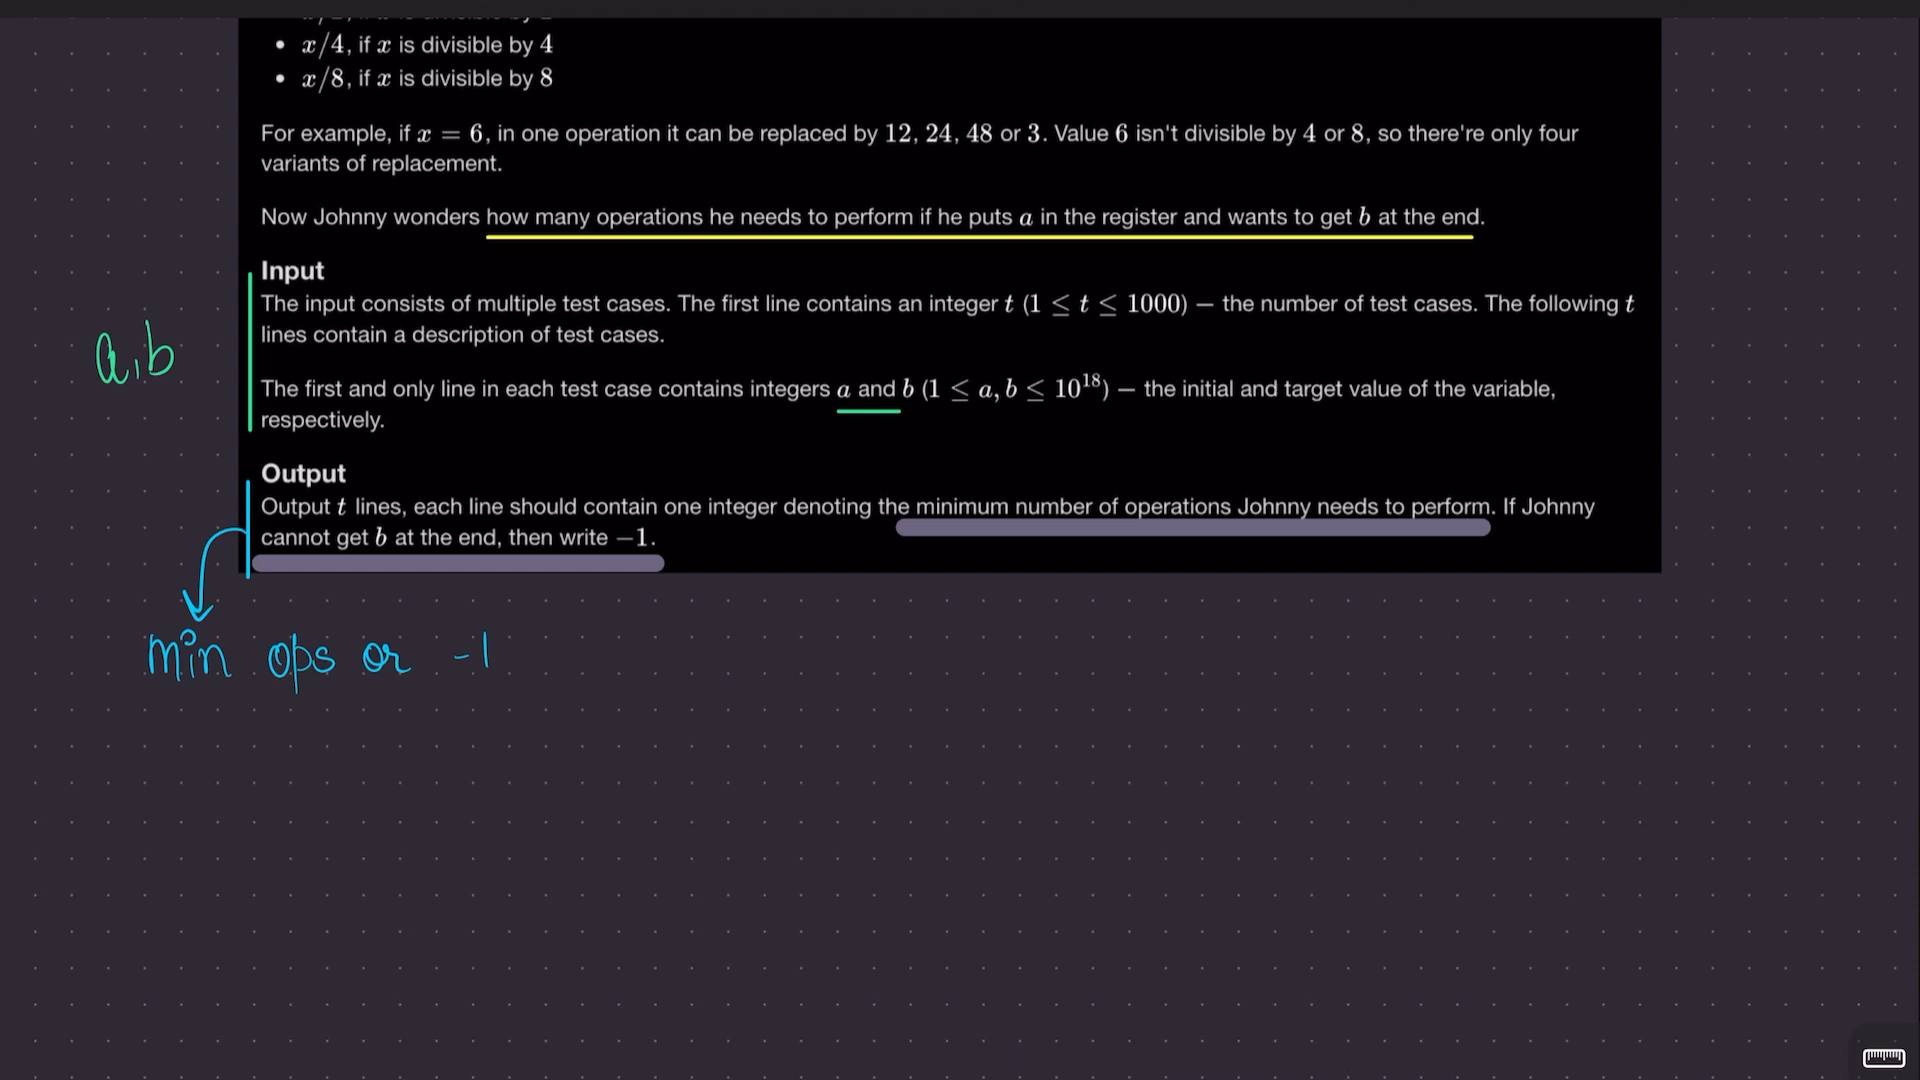 • x/4, if x is divisible by 4
• x/8, if x is divisible by 8
For example, if x = 6, in one operation it can be replaced by 12, 24, 48 or 3. Value 6 isn't divisible by 4 or 8, so there're only four
variants of replacement.
Now Johnny wonders how many operations he needs to perform if he puts a in the register and wants to get b at the end.
Input
The input consists of multiple test cases. The first line contains an integer t (1 ≤ t ≤ 1000) — the number of test cases. The following t
lines contain a description of test cases.
a,b
The first and only line in each test case contains integers a and b (1 ≤ a, b ≤ 10¹⁸) — the initial and target value of the variable,
respectively.
Output
Output t lines, each line should contain one integer denoting the minimum number of operations Johnny needs to perform. If Johnny
cannot get b at the end, then write −1.
min ops or -1